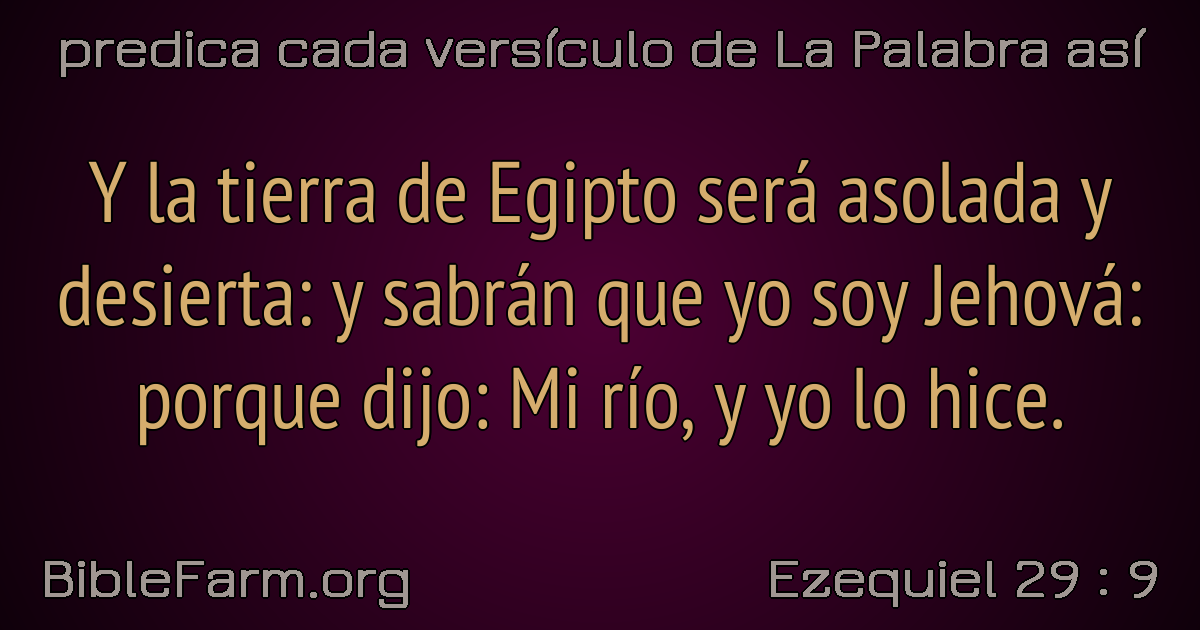 predica cada versículo de La Palabra así
Y la tierra de Egipto será asolada y
desierta: y sabrán que yo soy Jehová:
porque dijo: Mi río, y yo lo hice.
BibleFarm.org
Ezequiel 29 : 9